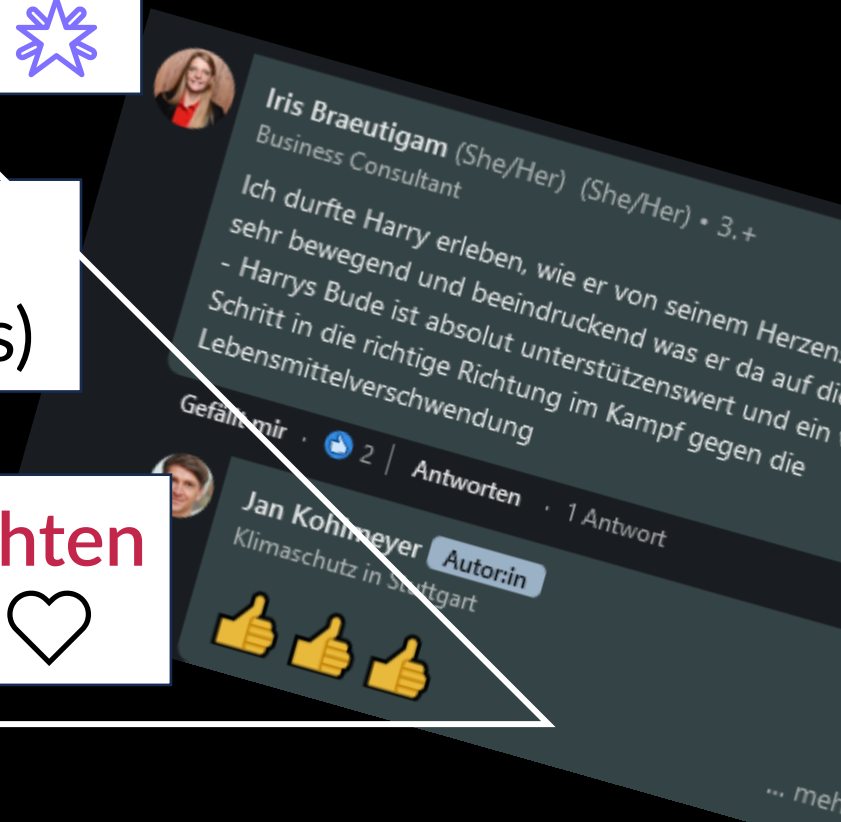 Iris Braeutigam (She/Her) (She/Her) • 3.+
Business Consultant
Ich durfte Harry erleben, wie er von seinem Herzens
sehr bewegend und beeindruckend was er da auf die
- Harrys Bude ist absolut unterstützenswert und ein
Schritt in die richtige Richtung im Kampf gegen die
Lebensmittelverschwendung
Gefällt mir · 2 | Antworten · 1 Antwort
Jan Kohlmeyer Autor:in
Klimaschutz in Stuttgart
👍👍👍
... meh
s)
hten